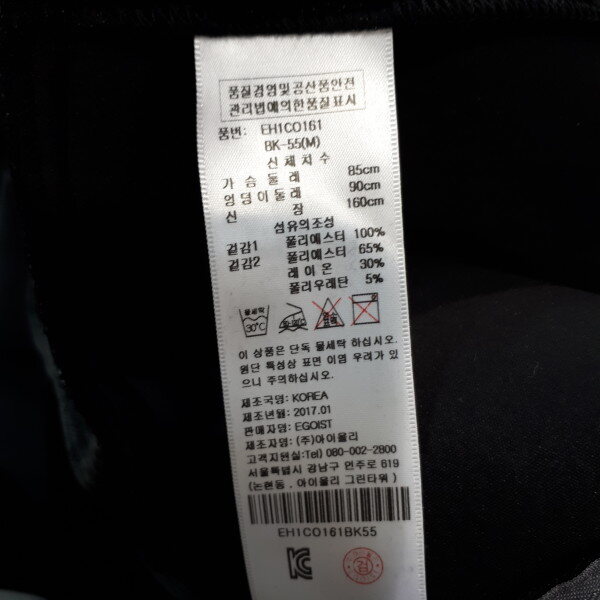 품질경영및공산품안전
관리법에의한품질표시
품번: EH1CO161
BK-55(M)
신체치수
가슴둘레 85cm
엉덩이둘레 90cm
신장 160cm
섬유의조성
겉감1 폴리에스터 100%
겉감2 폴리에스터 65%
레이온 30%
폴리우레탄 5%
30℃
이 상품은 단독 물세탁 하십시오.
원단 특성상 표면 이염 우려가 있
으니 주의하십시오.
제조국명: KOREA
제조년월: 2017.01
판매자명: EGOIST
제조자명: (주)아이올리
고객지원실:Tel) 080-002-2800
서울특별시 강남구 언주로 619
(논현동, 아이올리 그린타워)
EH1CO161BK55
검